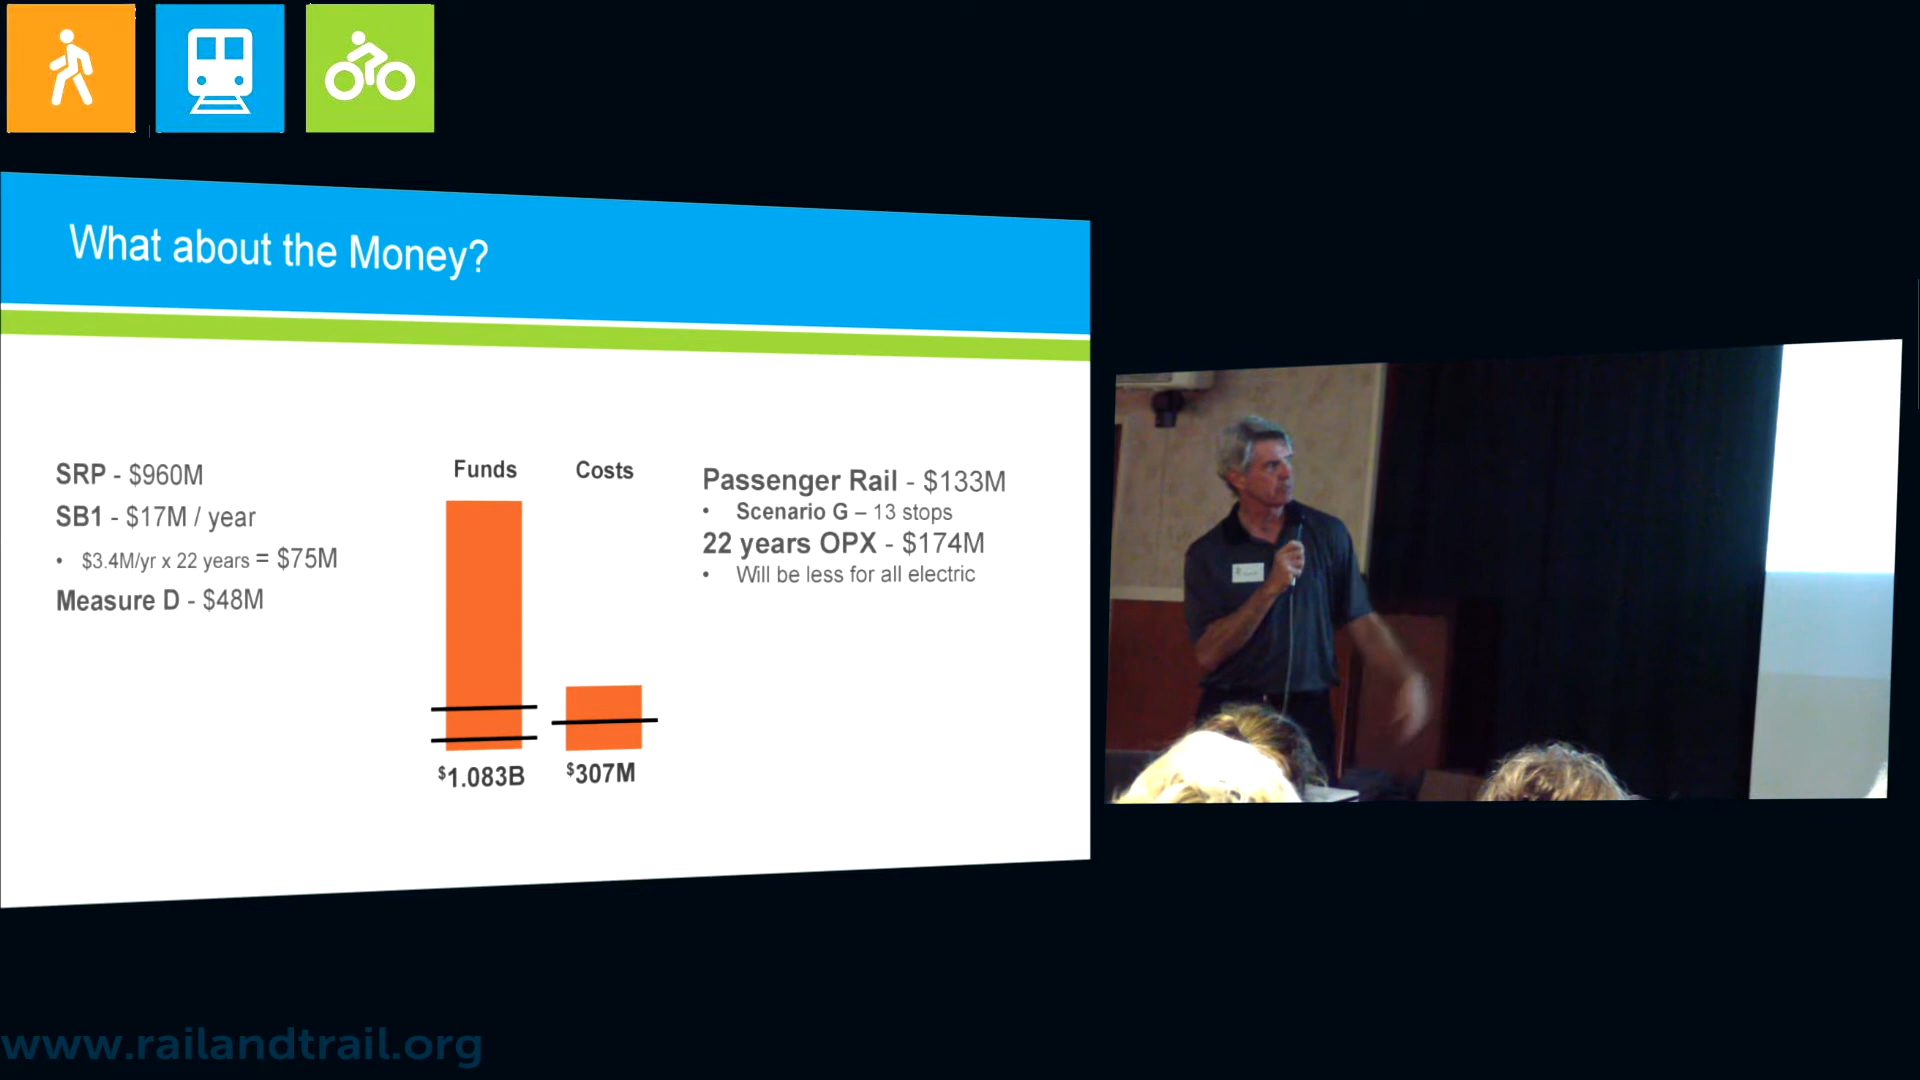 What about the Money?
SRP - $960M
SB1 - $17M / year
• $3.4M/yr x 22 years = $75M
Measure D - $48M
Funds
Costs
$1.083B
$307M
Passenger Rail - $133M
• Scenario G – 13 stops
22 years OPX - $174M
• Will be less for all electric
www.railandtrail.org